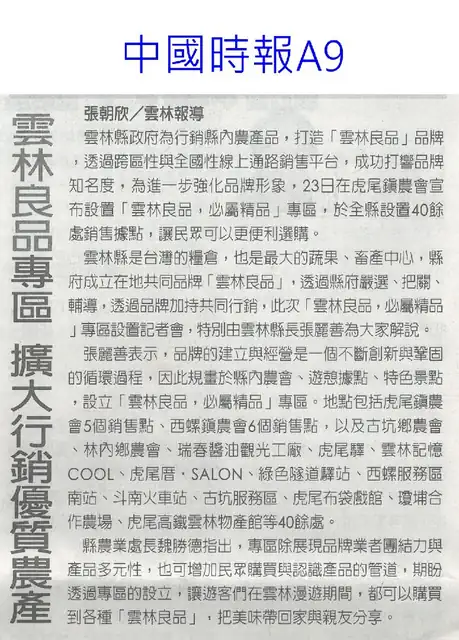 中國時報A9
雲林良品專區 擴大行銷優質農產
張朝欣／雲林報導
雲林縣政府為行銷縣內農產品，打造「雲林良品」品牌
，透過跨區性與全國性線上通路銷售平台，成功打響品牌
知名度，為進一步強化品牌形象，23日在虎尾鎮農會宣
布設置「雲林良品，必屬精品」專區，於全縣設置40餘
處銷售據點，讓民眾可以更便利選購。
雲林縣是台灣的糧倉，也是最大的蔬果、畜產中心，縣
府成立在地共同品牌「雲林良品」，透過縣府嚴選、把關、
輔導，透過品牌加持共同行銷，此次「雲林良品，必屬精品
」專區設置記者會，特別由雲林縣長張麗善為大家解說。
張麗善表示，品牌的建立與經營是一個不斷創新與鞏固
的循環過程，因此規畫於縣內農會、遊憩據點、特色景點
，設立「雲林良品，必屬精品」專區。地點包括虎尾鎮農
會5個銷售點、西螺鎮農會6個銷售點，以及古坑鄉農會
、林內鄉農會、瑞春醬油觀光工廠、虎尾驛、雲林記憶
COOL、虎尾厝・SALON、綠色隧道驛站、西螺服務區
南站、斗南火車站、古坑服務區、虎尾布袋戲館、瓊埔合
作農場、虎尾高鐵雲林物產館等40餘處。
縣農業處長魏勝德指出，專區除展現品牌業者團結力與
產品多元性，也可增加民眾購買與認識產品的管道，期盼
透過專區的設立，讓遊客們在雲林漫遊期間，都可以購買
到各種「雲林良品」，把美味帶回家與親友分享。